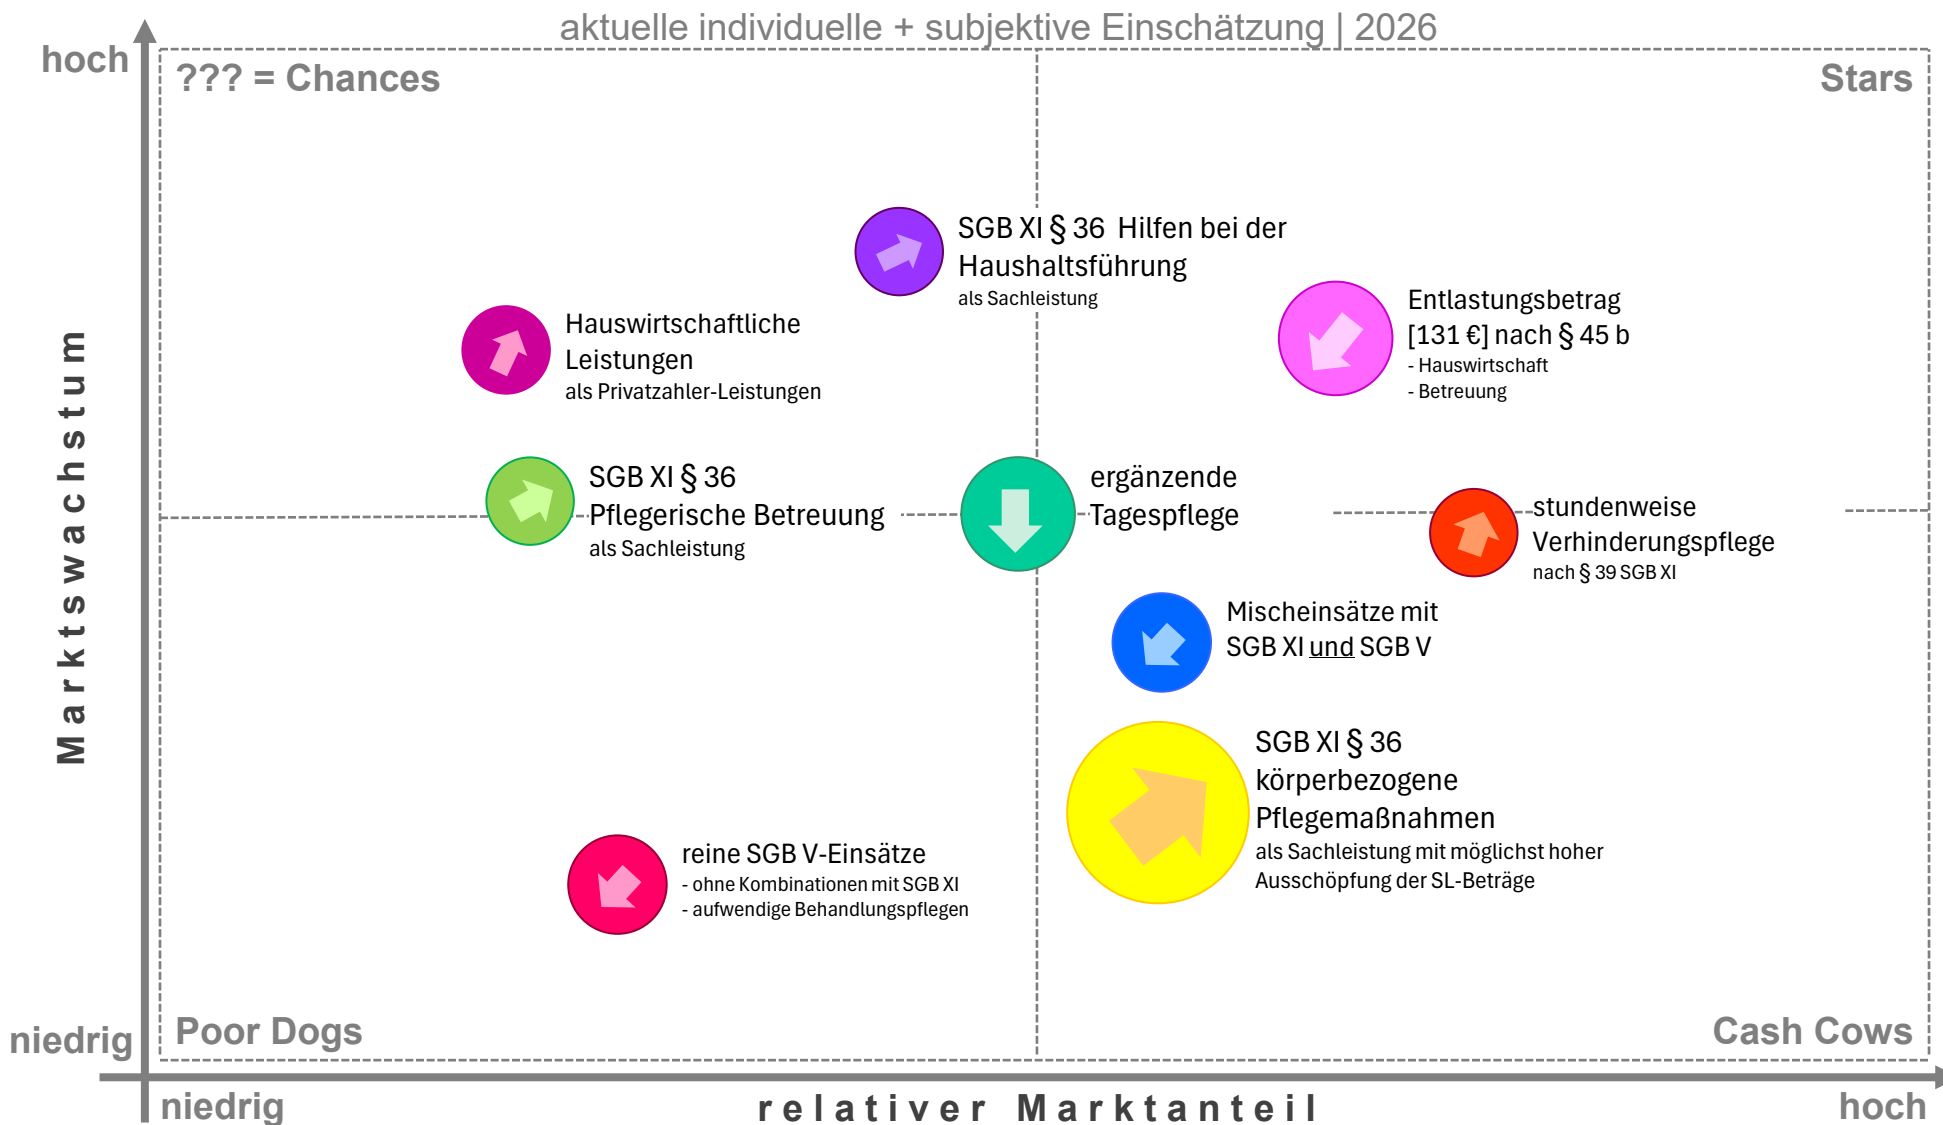 aktuelle individuelle + subjektive Einschätzung | 2026
hoch
??? = Chances
Stars
SGB XI § 36 Hilfen bei der
Haushaltsführung
als Sachleistung
Hauswirtschaftliche
Leistungen
als Privatzahler-Leistungen
Entlastungsbetrag
[131 €] nach § 45 b
- Hauswirtschaft
- Betreuung
Marktswachstum
SGB XI § 36
Pflegerische Betreuung
als Sachleistung
ergänzende
Tagespflege
stundenweise
Verhinderungspflege
nach § 39 SGB XI
Mischeinsätze mit
SGB XI und SGB V
SGB XI § 36
körperbezogene
Pflegemaßnahmen
als Sachleistung mit möglichst hoher
Ausschöpfung der SL-Beträge
reine SGB V-Einsätze
- ohne Kombinationen mit SGB XI
- aufwendige Behandlungspflegen
niedrig
Poor Dogs
Cash Cows
niedrig
relativer Marktanteil
hoch